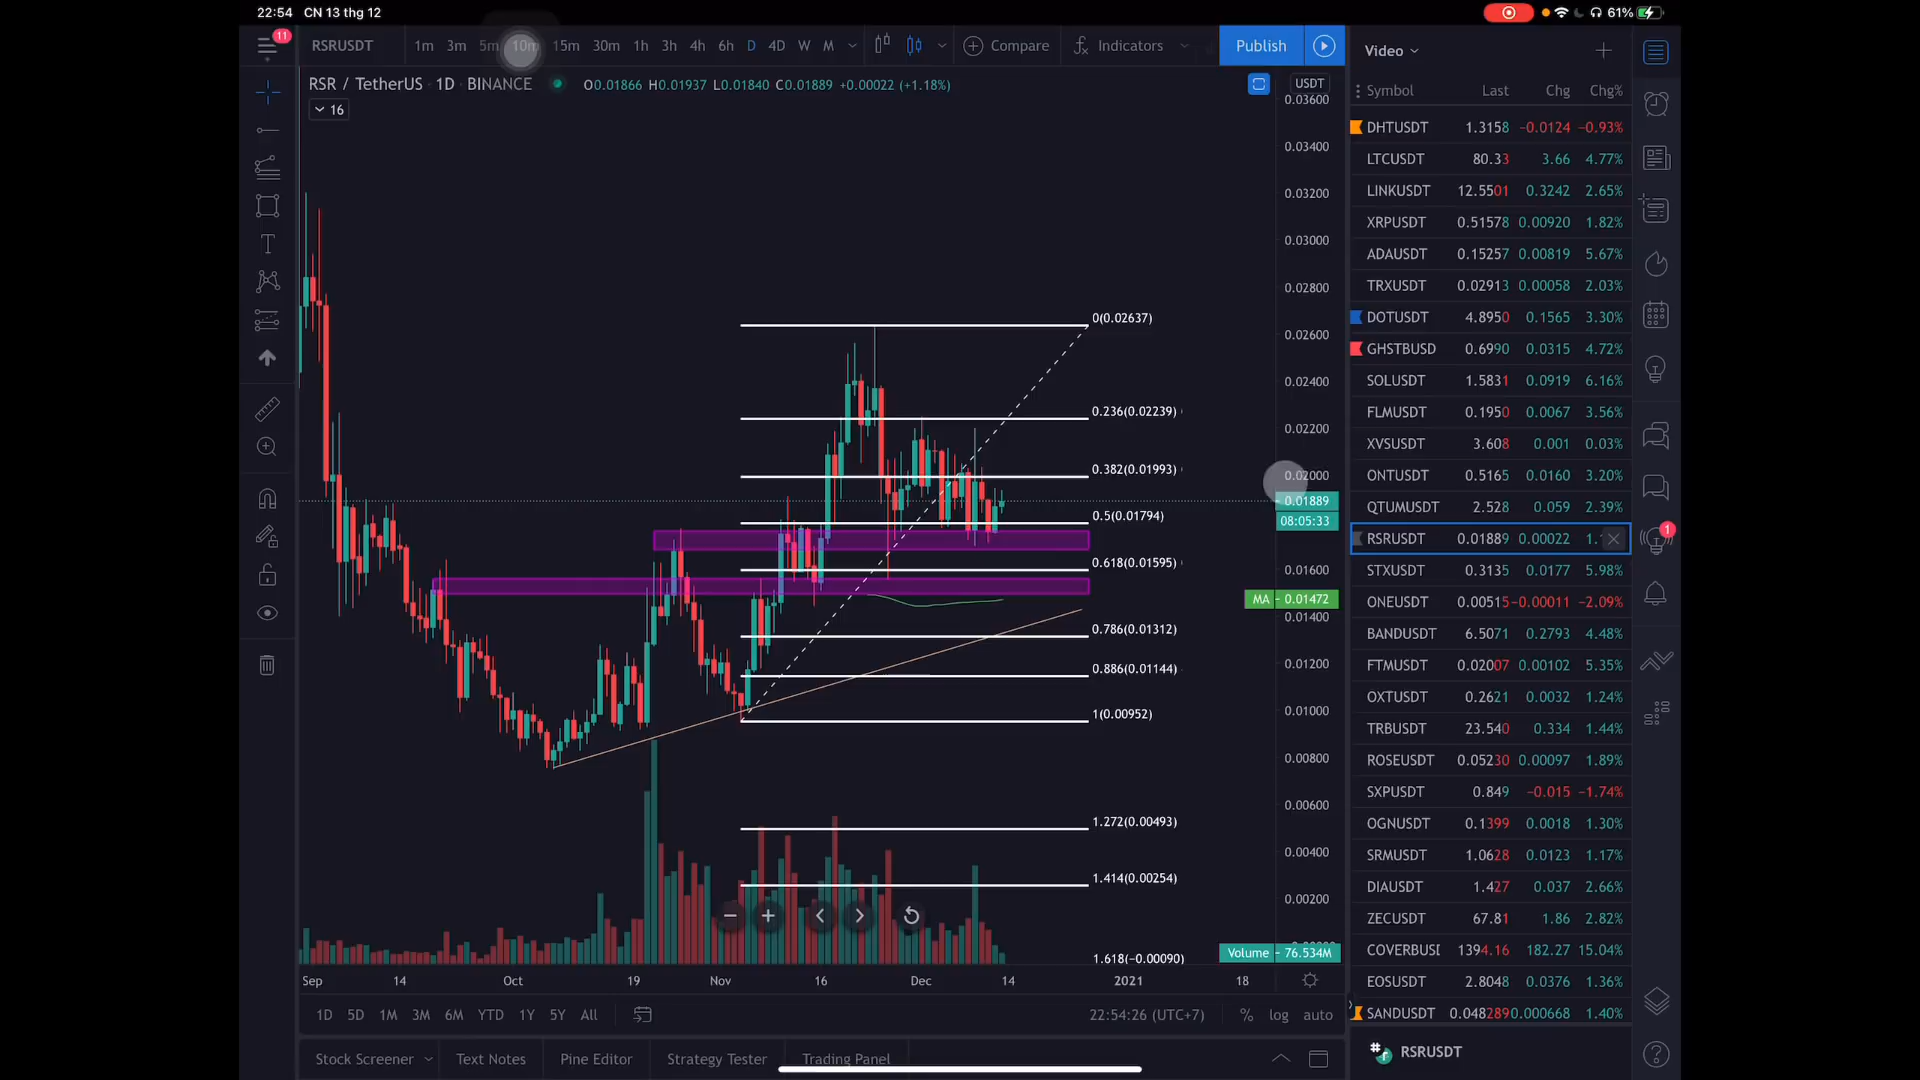 22:54 CN 13 thg 12
61%
11
RSRUSDT 1m 3m 5m 10m 15m 30m 1h 3h 4h 6h D 4D W M Compare Indicators Publish
RSR / TetherUS 1D BINANCE O0.01866 H0.01937 L0.01840 C0.01889 +0.00022 (+1.18%)
16
USDT
0.03600
0.03400
0.03200
0.03000
0.02800
0.02600
0.02400
0.02200
0.02000
0.01889
08:05:33
0.01600
MA 0.01472
0.01400
0.01200
0.01000
0.00800
0.00600
0.00400
0.00200
Volume 76.534M
0(0.02637)
0.236(0.02239)
0.382(0.01993)
0.5(0.01794)
0.618(0.01595)
0.786(0.01312)
0.886(0.01144)
1(0.00952)
1.272(0.00493)
1.414(0.00254)
1.618(−0.00090)
Sep 14 Oct 19 Nov 16 Dec 14 2021 18
1D 5D 1M 3M 6M YTD 1Y 5Y All 22:54:26 (UTC+7) % log auto
Stock Screener Text Notes Pine Editor Strategy Tester Trading Panel
Video
Symbol Last Chg Chg%
DHTUSDT 1.3158 −0.0124 −0.93%
LTCUSDT 80.33 3.66 4.77%
LINKUSDT 12.5501 0.3242 2.65%
XRPUSDT 0.51578 0.00920 1.82%
ADAUSDT 0.15257 0.00819 5.67%
TRXUSDT 0.02913 0.00058 2.03%
DOTUSDT 4.8950 0.1565 3.30%
GHSTBUSD 0.6990 0.0315 4.72%
SOLUSDT 1.5831 0.0919 6.16%
FLMUSDT 0.1950 0.0067 3.56%
XVSUSDT 3.608 0.001 0.03%
ONTUSDT 0.5165 0.0160 3.20%
QTUMUSDT 2.528 0.059 2.39%
RSRUSDT 0.01889 0.00022
STXUSDT 0.3135 0.0177 5.98%
ONEUSDT 0.00515 −0.00011 −2.09%
BANDUSDT 6.5071 0.2793 4.48%
FTMUSDT 0.02007 0.00102 5.35%
OXTUSDT 0.2621 0.0032 1.24%
TRBUSDT 23.540 0.334 1.44%
ROSEUSDT 0.05230 0.00097 1.89%
SXPUSDT 0.849 −0.015 −1.74%
OGNUSDT 0.1399 0.0018 1.30%
SRMUSDT 1.0628 0.0123 1.17%
DIAUSDT 1.427 0.037 2.66%
ZECUSDT 67.81 1.86 2.82%
COVERBUSD 1394.16 182.27 15.04%
EOSUSDT 2.8048 0.0376 1.36%
SANDUSDT 0.048289 0.000668 1.40%
RSRUSDT
1